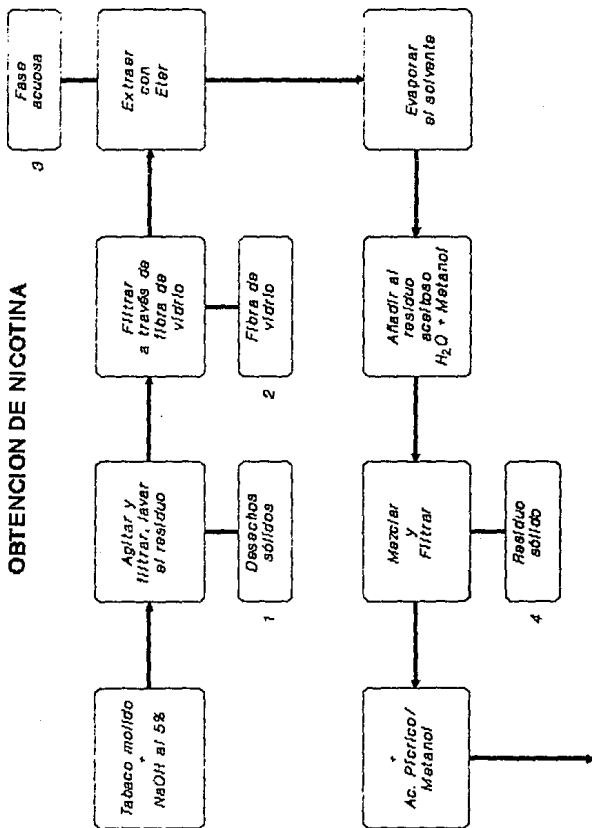 OBTENCION DE NICOTINA
Tabaco molido
+
NaOH al 5%
Agitar y
filtrar, lavar
el residuo
Desechos
sólidos
1
Filtrar
a través de
fibra de
vidrio
Fibra de
vidrio
2
Extraer
con
Eter
Fase
acuosa
3
Evaporar
el solvente
Añadir al
residuo
aceitoso
H₂O + Metanol
Mezclar
y
Filtrar
Residuo
sólido
4
+
Ac. Pícrico/
Metanol